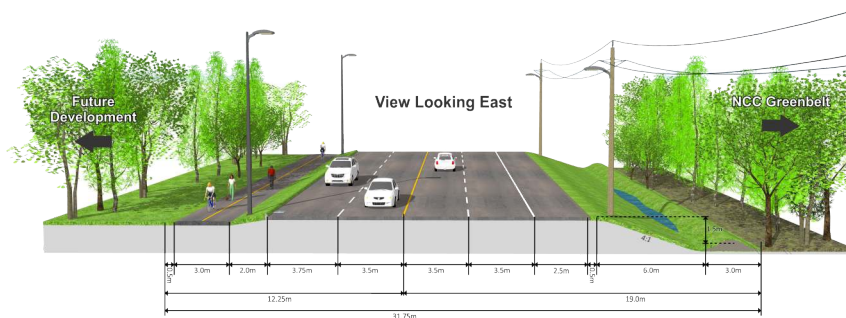 View Looking East
Future
Development
NCC Greenbelt
1.5m
4:1
0.5m
3.0m
2.0m
3.75m
3.5m
3.5m
3.5m
2.5m
0.5m
6.0m
3.0m
12.25m
19.0m
31.75m